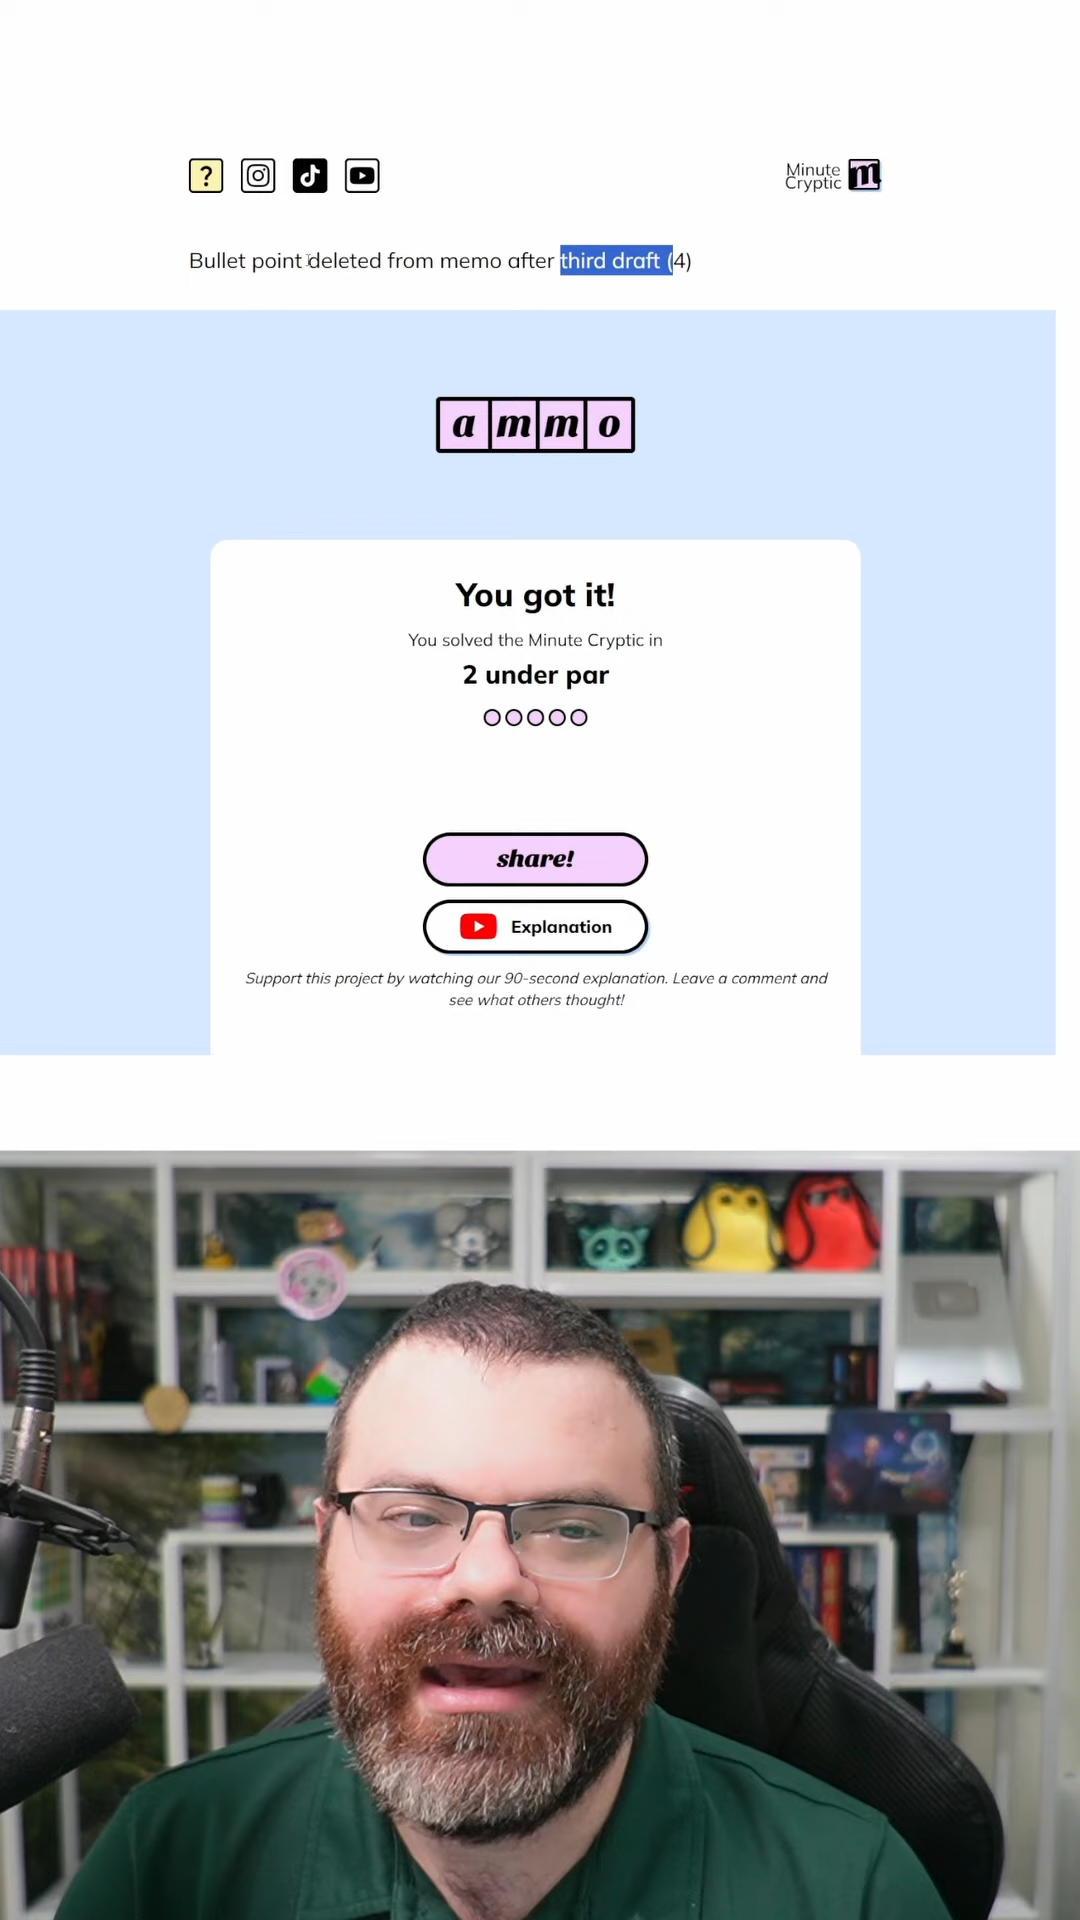 ?
Minute
Cryptic
m
Bullet point deleted from memo after third draft (4)
ammo
You got it!
You solved the Minute Cryptic in
2 under par
share!
Explanation
Support this project by watching our 90-second explanation. Leave a comment and
see what others thought!